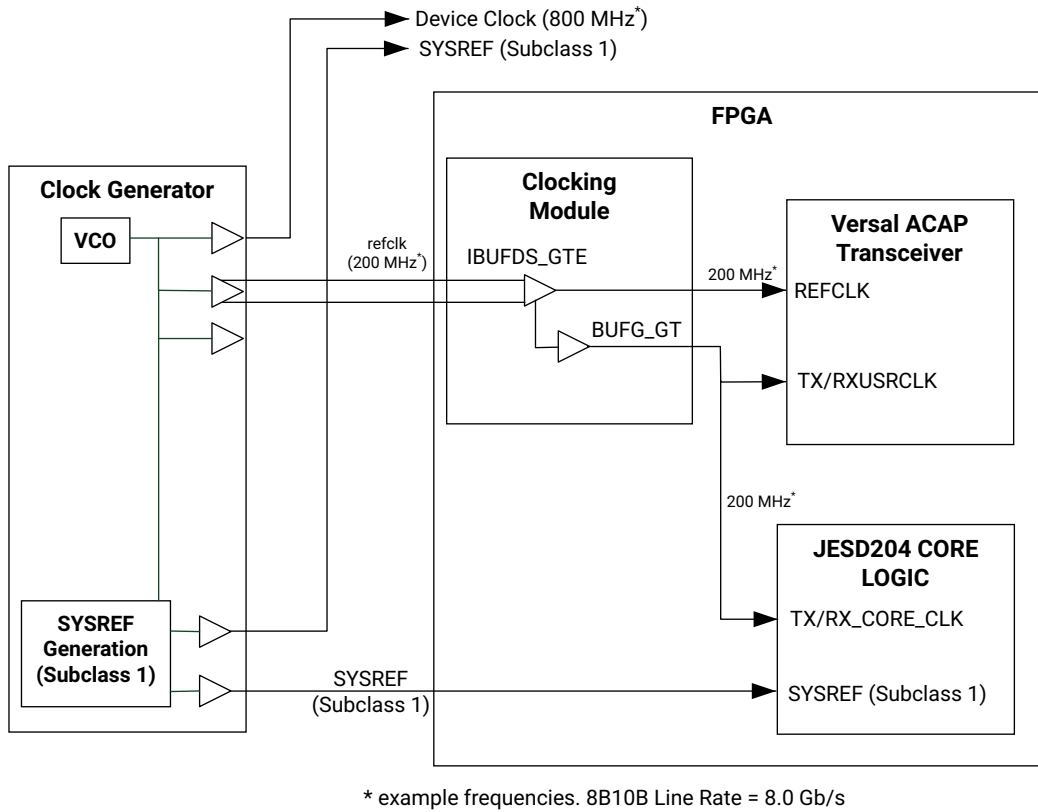 Device Clock (800 MHz*)
SYSREF (Subclass 1)
FPGA
Clock Generator
VCO
refclk
(200 MHz*)
Clocking
Module
IBUFDS_GTE
BUFG_GT
200 MHz*
Versal ACAP
Transceiver
REFCLK
TX/RXUSRCLK
200 MHz*
JESD204 CORE
LOGIC
TX/RX_CORE_CLK
SYSREF (Subclass 1)
SYSREF
Generation
(Subclass 1)
SYSREF
(Subclass 1)
* example frequencies. 8B10B Line Rate = 8.0 Gb/s